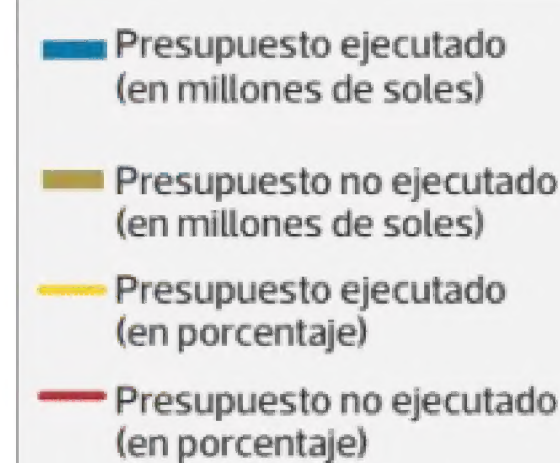 Presupuesto ejecutado
(en millones de soles)
Presupuesto no ejecutado
(en millones de soles)
Presupuesto ejecutado
(en porcentaje)
Presupuesto no ejecutado
(en porcentaje)